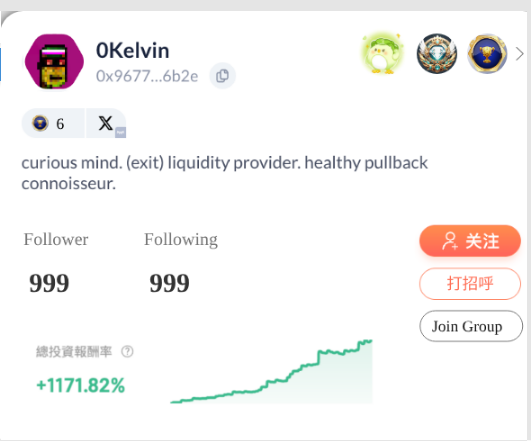 0Kelvin
0x9677...6b2e
6
curious mind. (exit) liquidity provider. healthy pullback
connoisseur.
Follower
Following
999
999
关注
打招呼
Join Group
總投資報酬率
+1171.82%